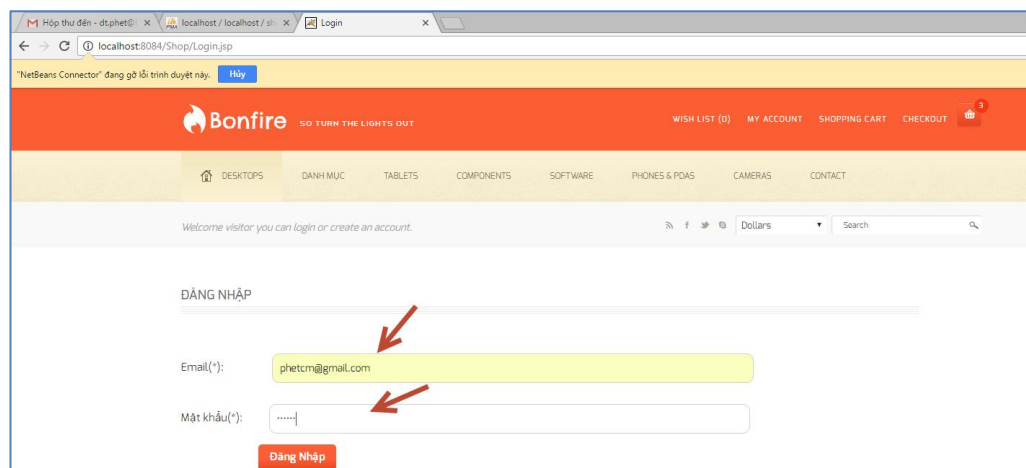 Hộp thư đến - dt.phet@ localhost / localhost / sh Login
localhost:8084/Shop/Login.jsp
"NetBeans Connector" đang gỡ lỗi trình duyệt này. Hủy
Bonfire SO TURN THE LIGHTS OUT WISH LIST (0) MY ACCOUNT SHOPPING CART CHECKOUT 3
DESKTOPS DANH MỤC TABLETS COMPONENTS SOFTWARE PHONES & PDAS CAMERAS CONTACT
Welcome visitor you can login or create an account. Dollars Search
ĐĂNG NHẬP
Email(*): phetcm@gmail.com
Mật khẩu(*): ······
Đăng Nhập